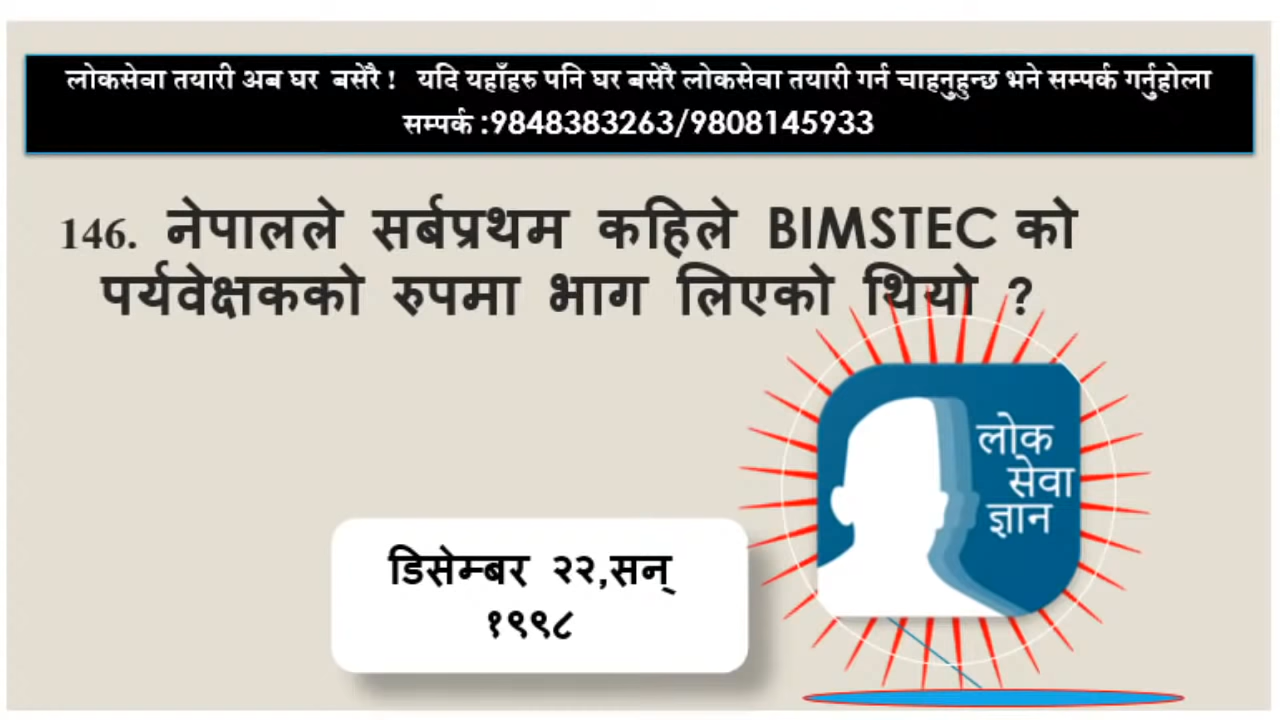 लोकसेवा तयारी अब घर बसेरै ! यदि यहाँहरु पनि घर बसेरै लोकसेवा तयारी गर्न चाहनुहुन्छ भने सम्पर्क गर्नुहोला
सम्पर्क :9848383263/9808145933
146. नेपालले सर्बप्रथम कहिले BIMSTEC को
पर्यवेक्षकको रुपमा भाग लिएको थियो ?
लोक
सेवा
ज्ञान
डिसेम्बर २२,सन्
१९९८